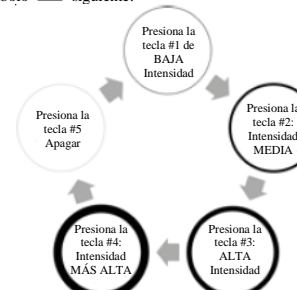 siguiente.
Presiona la
tecla #1 de
BAJA
Intensidad
Presiona la
tecla #2:
Intensidad
MEDIA
Presiona la
tecla #3:
ALTA
Intensidad
Presiona la
tecla #4:
Intensidad
MÁS ALTA
Presiona la
tecla #5
Apagar